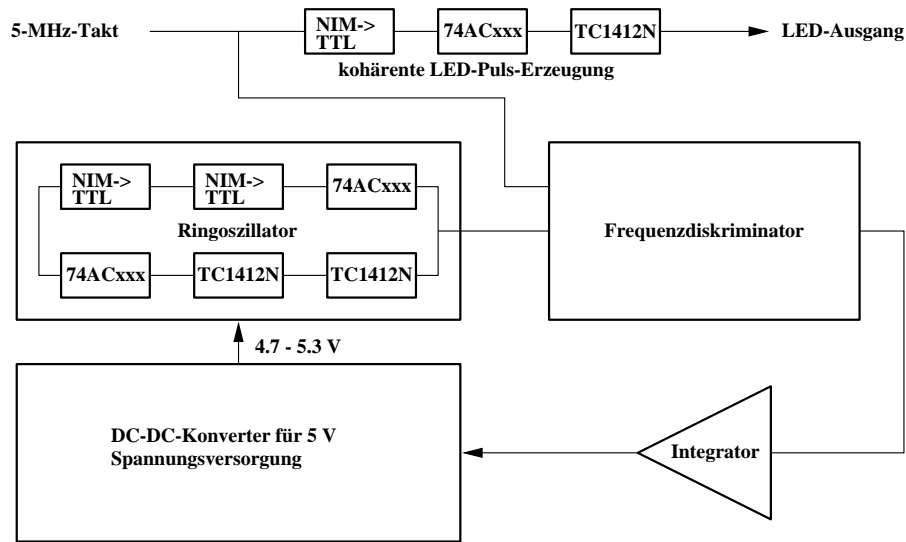 5-MHz-Takt
NIM->
TTL
74ACxxx
TC1412N
LED-Ausgang
kohärente LED-Puls-Erzeugung
NIM->
TTL
NIM->
TTL
74ACxxx
Ringoszillator
74ACxxx
TC1412N
TC1412N
Frequenzdiskriminator
4.7 - 5.3 V
DC-DC-Konverter für 5 V
Spannungsversorgung
Integrator